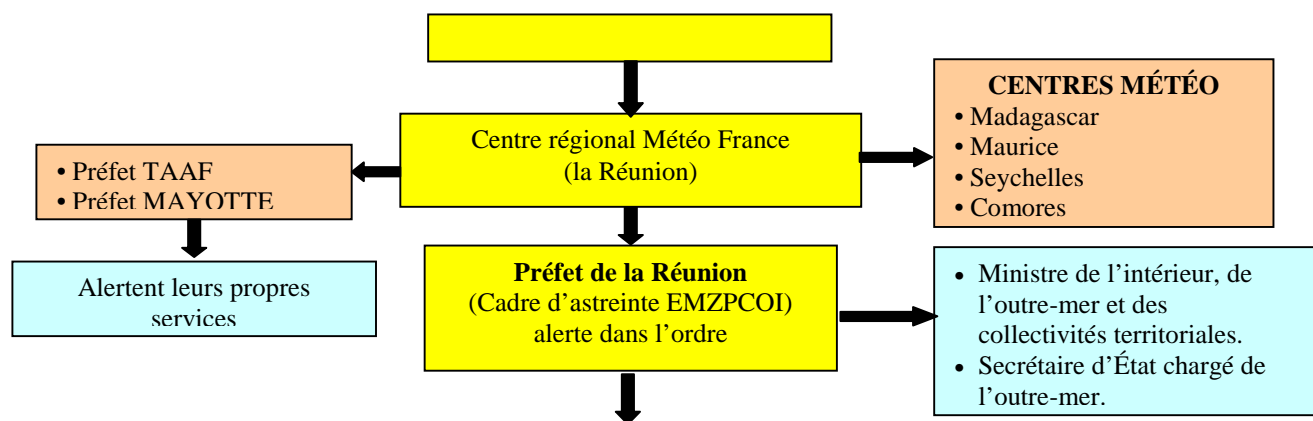 CENTRES MÉTÉO
• Madagascar
• Maurice
• Seychelles
• Comores
Centre régional Météo France
(la Réunion)
• Préfet TAAF
• Préfet MAYOTTE
Alertent leurs propres
services
Préfet de la Réunion
(Cadre d'astreinte EMZPCOI)
alerte dans l'ordre
• Ministre de l'intérieur, de
l'outre-mer et des
collectivités territoriales.
• Secrétaire d'État chargé de
l'outre-mer.